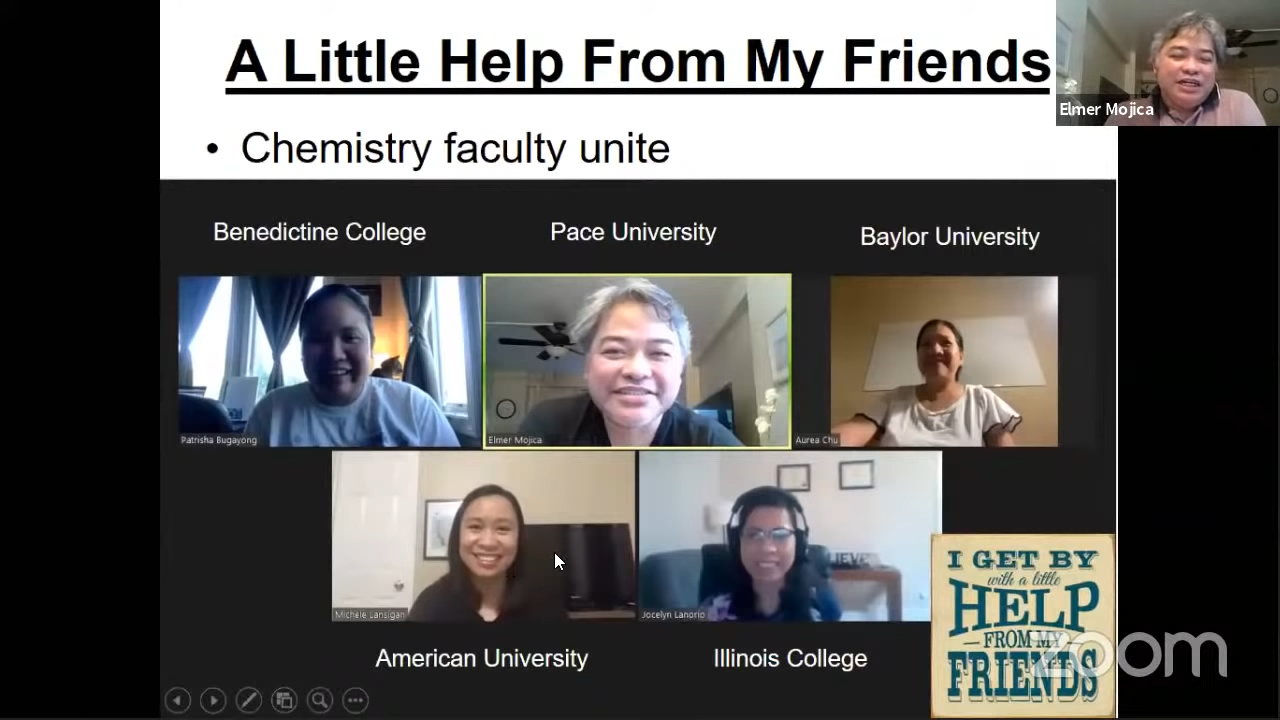 A Little Help From My Friends
Elmer Mojica
• Chemistry faculty unite
Benedictine College
Pace University
Baylor University
Patrisha Bugayong
Elmer Mojica
Aurea Chu
IEVE
Michele Lansigan
Jocelyn Lanorio
American University
Illinois College
I GET BY
with a little
HELP
FROM MY
FRIENDS
zoom